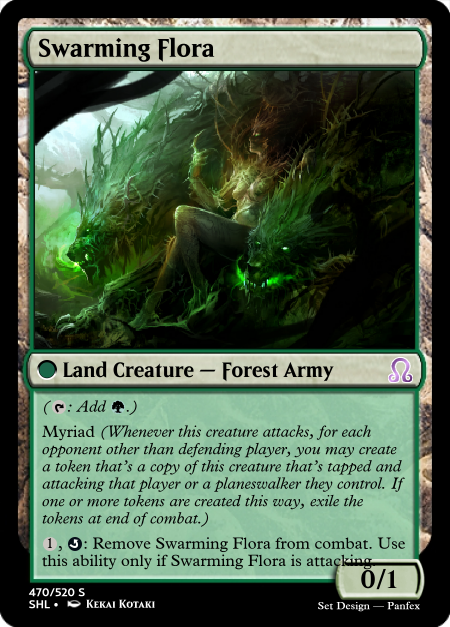 Swarming Flora
Land Creature — Forest Army
(: Add .)
Myriad (Whenever this creature attacks, for each
opponent other than defending player, you may create
a token that's a copy of this creature that's tapped and
attacking that player or a planeswalker they control. If
one or more tokens are created this way, exile the
tokens at end of combat.)
1, : Remove Swarming Flora from combat. Use
this ability only if Swarming Flora is attacking.
0/1
470/520 S
SHL • Kekai Kotaki
Set Design — Panfex